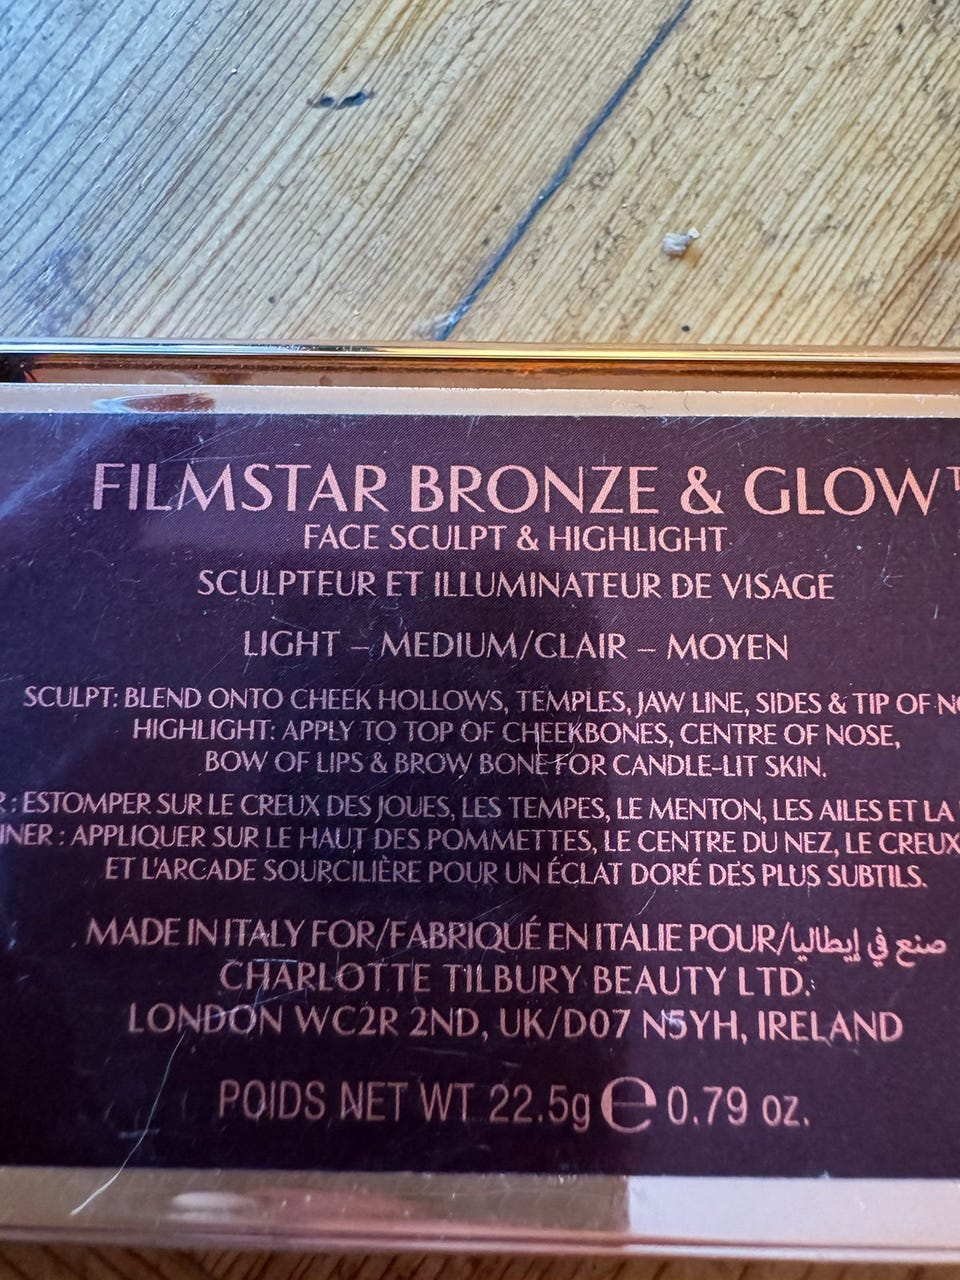 FILMSTAR BRONZE & GLOW
FACE SCULPT & HIGHLIGHT
SCULPTEUR ET ILLUMINATEUR DE VISAGE
LIGHT – MEDIUM/CLAIR – MOYEN
SCULPT: BLEND ONTO CHEEK HOLLOWS, TEMPLES, JAW LINE, SIDES & TIP OF
HIGHLIGHT: APPLY TO TOP OF CHEEKBONES, CENTRE OF NOSE,
BOW OF LIPS & BROW BONE FOR CANDLE-LIT SKIN.
: ESTOMPER SUR LE CREUX DES JOUES, LES TEMPES, LE MENTON, LES AILES ET LA
: APPLIQUER SUR LE HAUT DES POMMETTES, LE CENTRE DU NEZ, LE CREUX
ET L'ARCADE SOURCILIÈRE POUR UN ÉCLAT DORÉ DES PLUS SUBTILS.
MADE IN ITALY FOR/FABRIQUÉ EN ITALIE POUR/صنع في إيطاليا
CHARLOTTE TILBURY BEAUTY LTD.
LONDON WC2R 2ND, UK/D07 N5YH, IRELAND
POIDS NET WT 22.5g ℮ 0.79 oz.